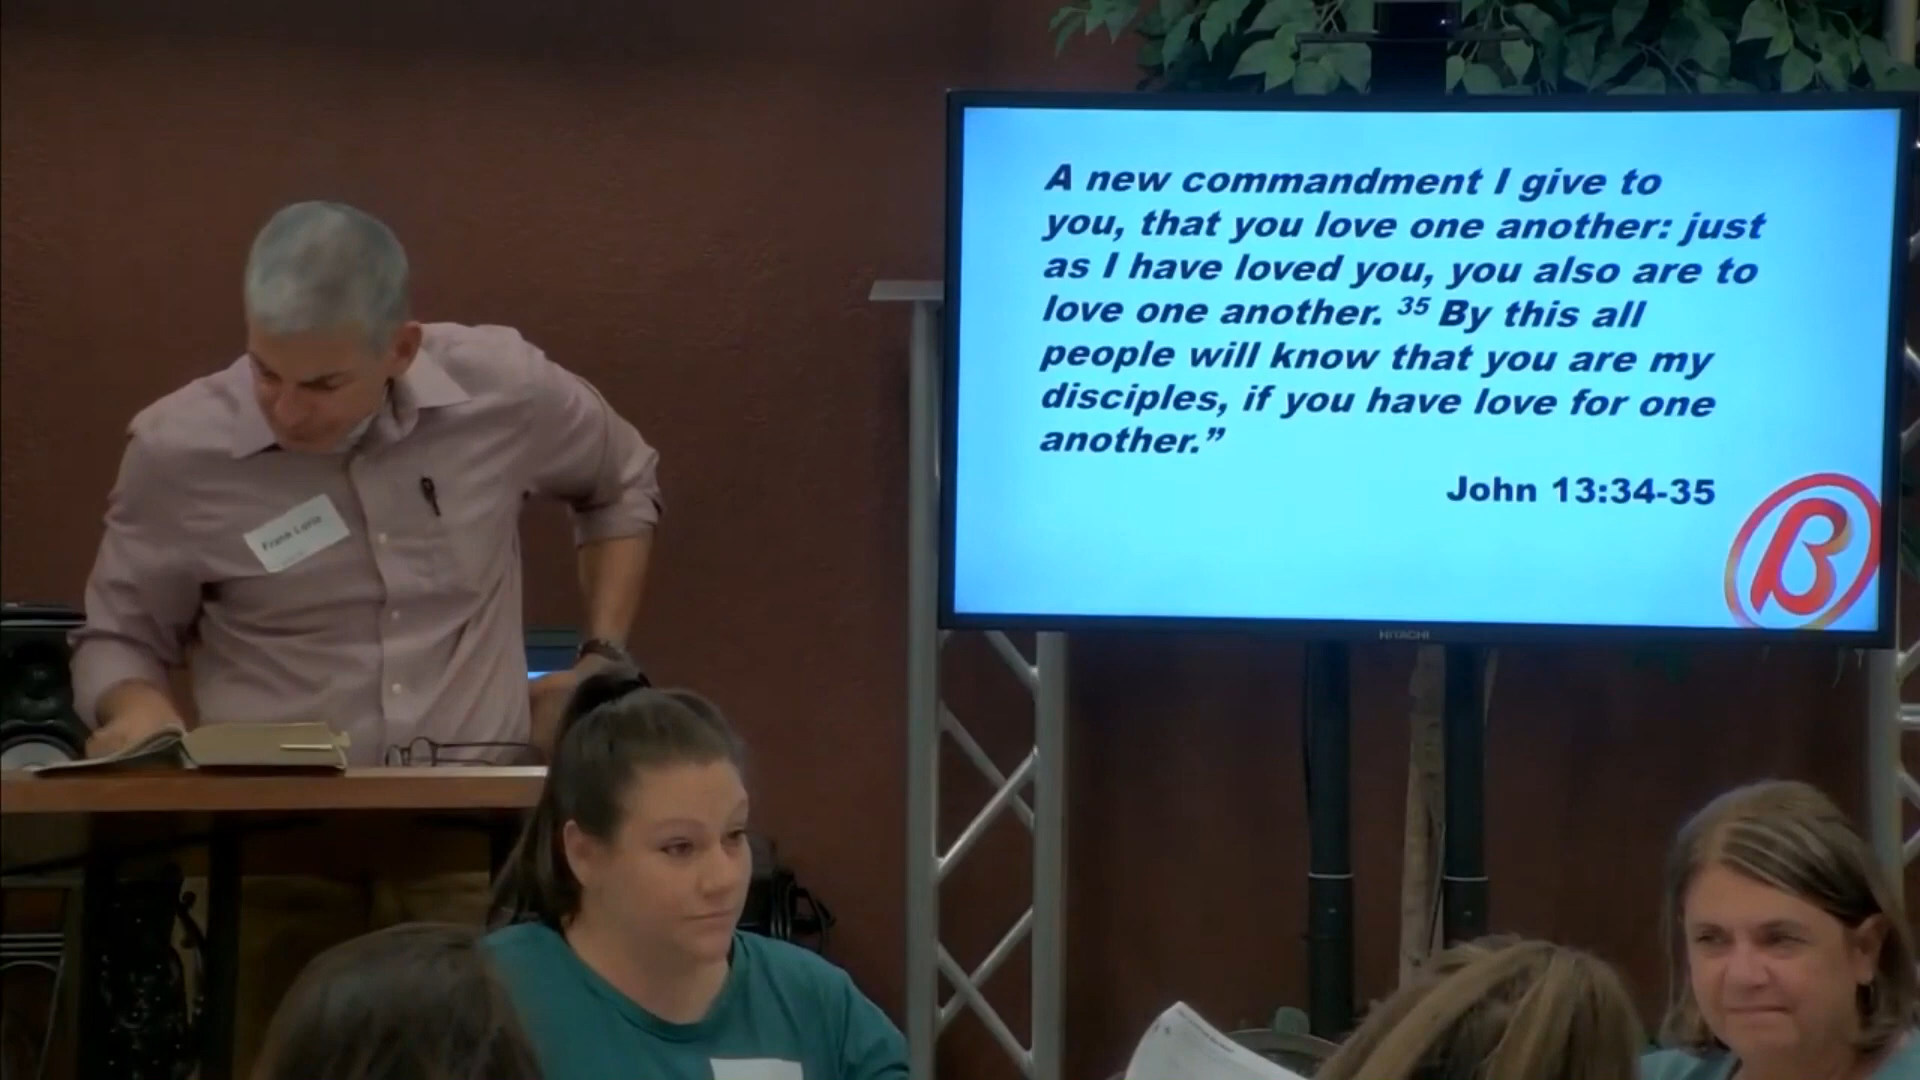 A new commandment I give to
you, that you love one another: just
as I have loved you, you also are to
love one another. 35 By this all
people will know that you are my
disciples, if you have love for one
another.”
John 13:34-35
HITACHI
Frank